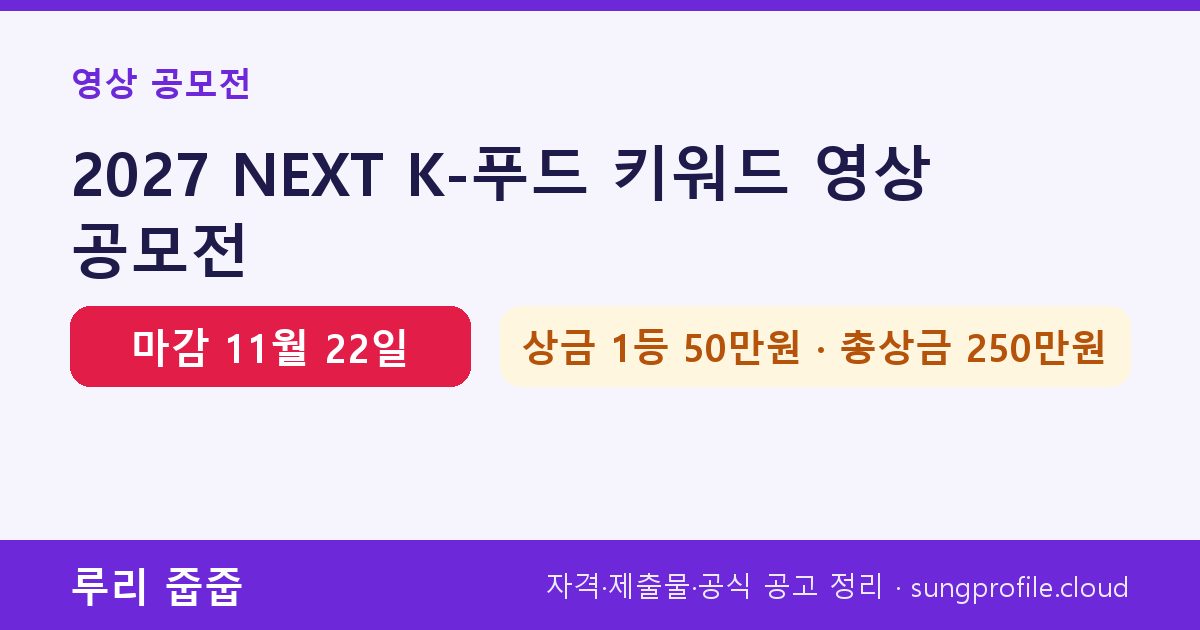 영상 공모전
2027 NEXT K-푸드 키워드 영상
공모전
마감 11월 22일
상금 1등 50만원 · 총상금 250만원
루리 줍줍
자격·제출물·공식 공고 정리 · sungprofile.cloud